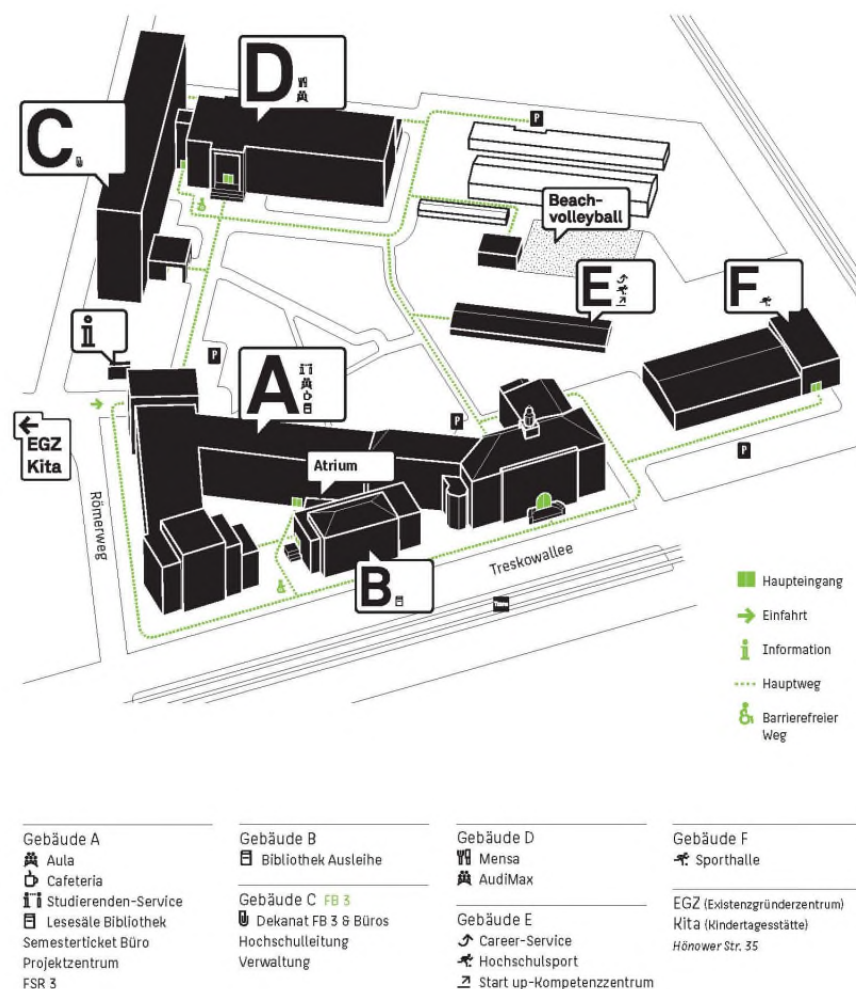 D
C
P
Beach-
volleyball
E
F
i
P
A
P
EGZ
Kita
Atrium
P
Römerweg
B
Treskowallee
Haupteingang
Einfahrt
Information
Hauptweg
Barrierefreier
Weg
Gebäude A
Aula
Cafeteria
Studierenden-Service
Lesesäle Bibliothek
Semesterticket Büro
Projektzentrum
FSR 3
Gebäude B
Bibliothek Ausleihe
Gebäude C FB 3
Dekanat FB 3 & Büros
Hochschulleitung
Verwaltung
Gebäude D
Mensa
AudiMax
Gebäude E
Career-Service
Hochschulsport
Start up-Kompetenzzentrum
Gebäude F
Sporthalle
EGZ (Existenzgründerzentrum)
Kita (Kindertagesstätte)
Hönower Str. 35